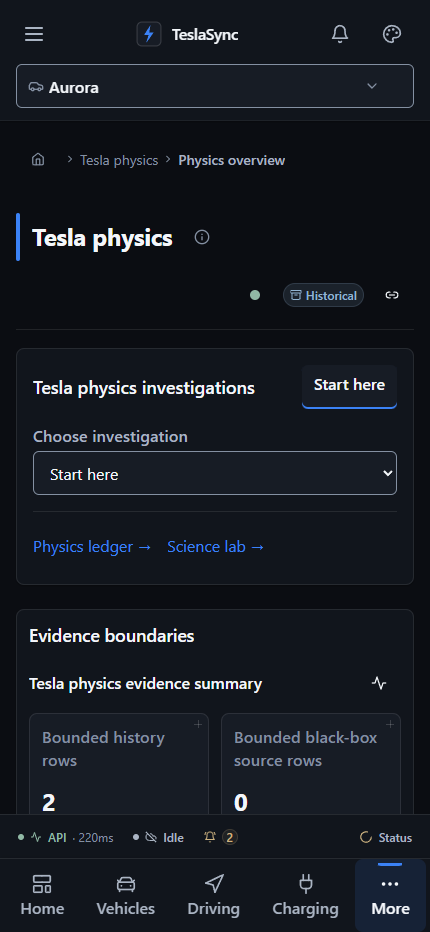 TeslaSync
Aurora
Tesla physics
Physics overview
Tesla physics
Historical
Tesla physics investigations
Start here
Choose investigation
Start here
Physics ledger →
Science lab →
Evidence boundaries
Tesla physics evidence summary
Bounded history
rows
2
Bounded black-box
source rows
0
API · 220ms
Idle
2
Status
Home
Vehicles
Driving
Charging
More